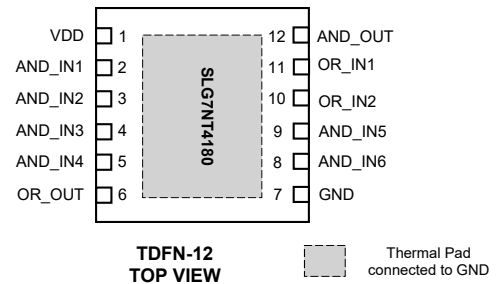 VDD 1 12 AND_OUT
AND_IN1 2 11 OR_IN1
AND_IN2 3 10 OR_IN2
AND_IN3 4 9 AND_IN5
AND_IN4 5 8 AND_IN6
OR_OUT 6 7 GND
SLG7NT4180
TDFN-12
TOP VIEW
Thermal Pad
connected to GND